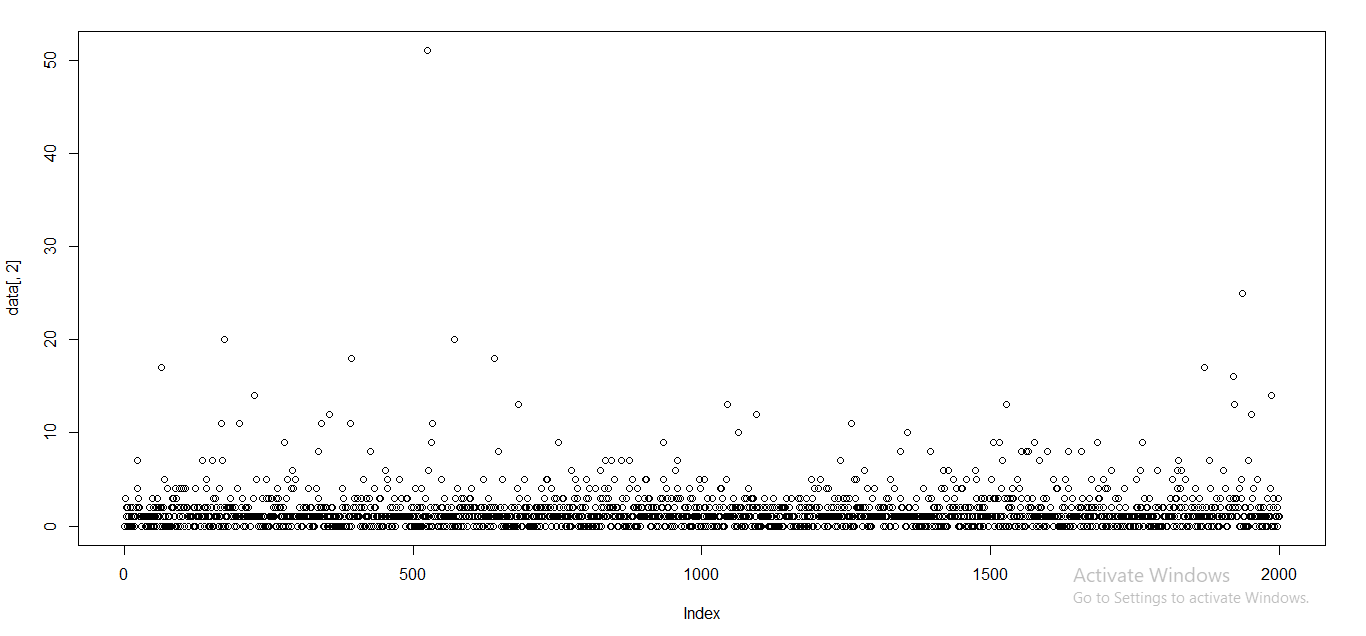 50
40
30
20
10
0
data[, 2]
0 500 1000 1500 2000
Index
Activate Windows
Go to Settings to activate Windows.